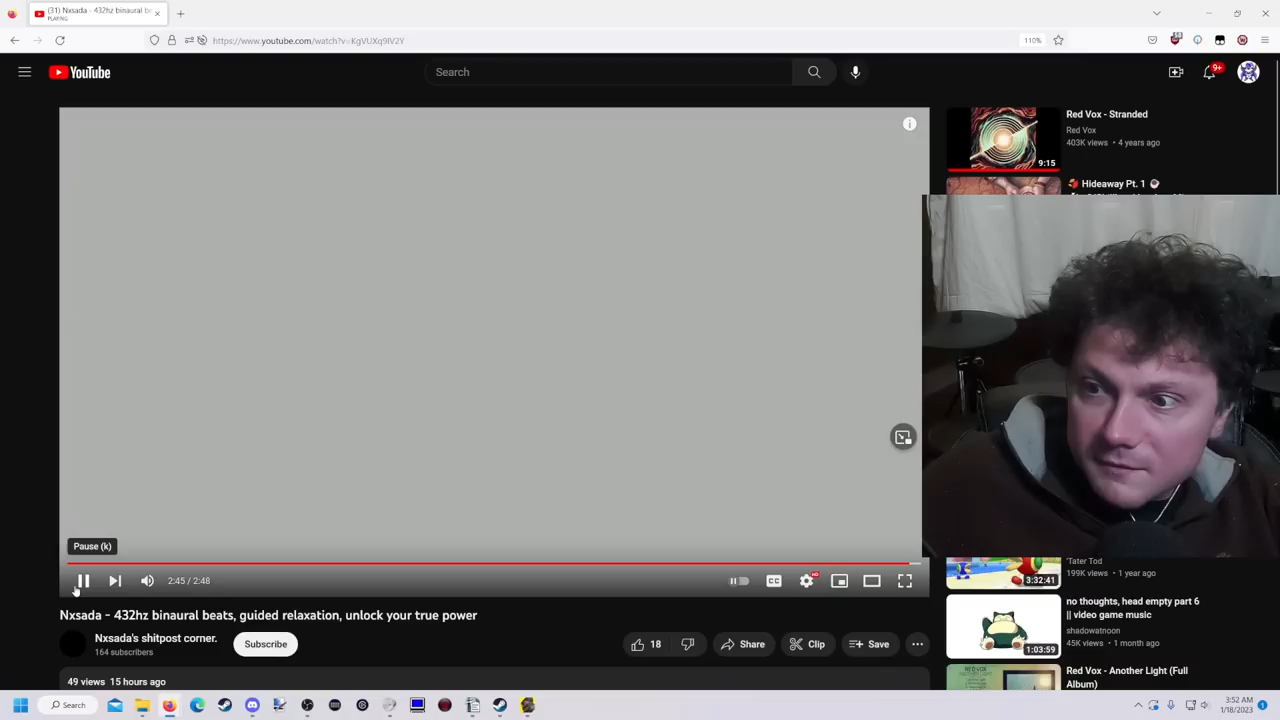 (31) Nxsada - 432hz binaural be
PLAYING
https://www.youtube.com/watch?v=KgVUXq9IV2Y
110%
YouTube
Search
9+
Red Vox - Stranded
Red Vox
403K views • 4 years ago
9:15
Hideaway Pt. 1
Pause (k)
2:45 / 2:48
CC
HD
Nxsada - 432hz binaural beats, guided relaxation, unlock your true power
Nxsada's shitpost corner.
164 subscribers
Subscribe
18
Share
Clip
Save
49 views 15 hours ago
'Tater Tod
199K views • 1 year ago
3:32:41
no thoughts, head empty part 6
|| video game music
shadowatnoon
45K views • 1 month ago
1:03:59
Red Vox - Another Light (Full
Album)
Search
3:52 AM
1/18/2023